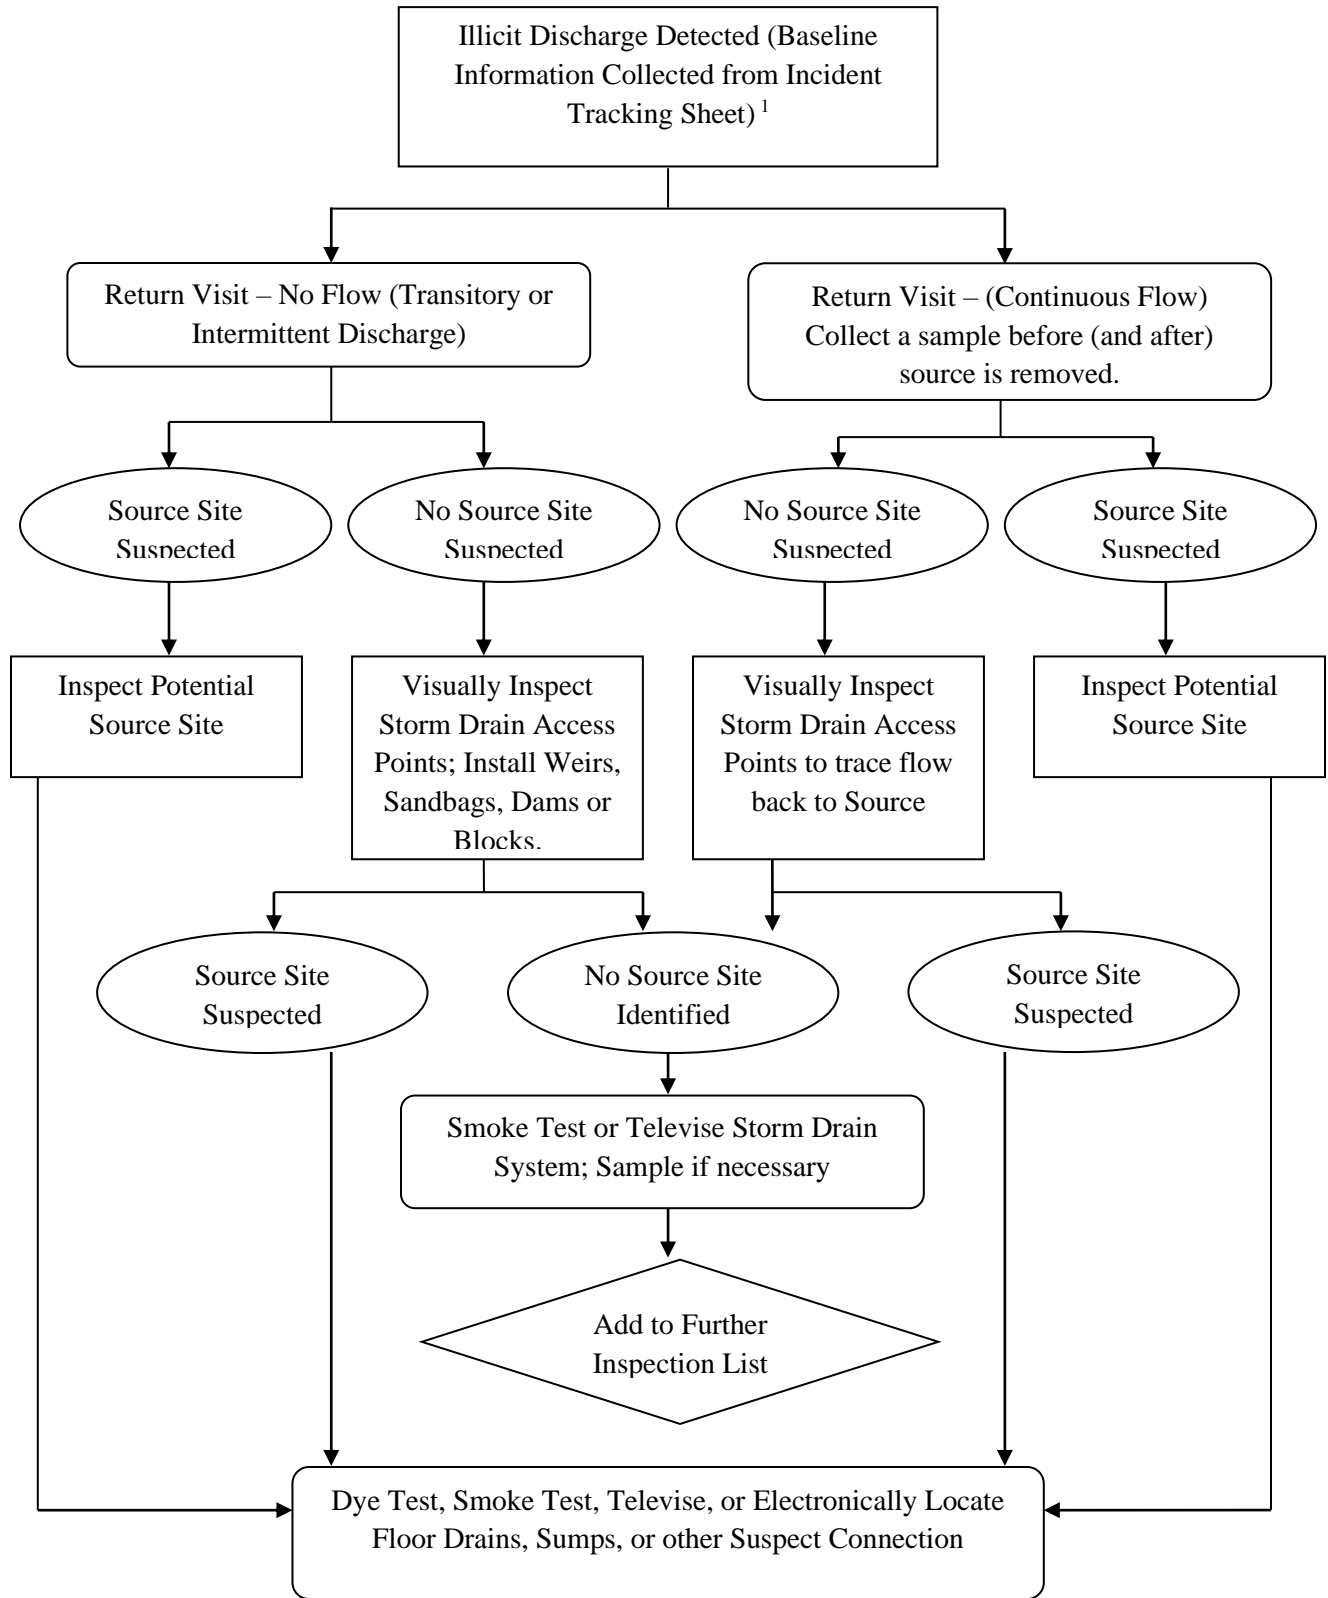 Illicit Discharge Detected (Baseline
Information Collected from Incident
Tracking Sheet) 1
Return Visit – No Flow (Transitory or
Intermittent Discharge)
Return Visit – (Continuous Flow)
Collect a sample before (and after)
source is removed.
Source Site
Suspected
No Source Site
Suspected
No Source Site
Suspected
Source Site
Suspected
Inspect Potential
Source Site
Visually Inspect
Storm Drain Access
Points; Install Weirs,
Sandbags, Dams or
Blocks.
Visually Inspect
Storm Drain Access
Points to trace flow
back to Source
Inspect Potential
Source Site
Source Site
Suspected
No Source Site
Identified
Source Site
Suspected
Smoke Test or Televise Storm Drain
System; Sample if necessary
Add to Further
Inspection List
Dye Test, Smoke Test, Televise, or Electronically Locate
Floor Drains, Sumps, or other Suspect Connection